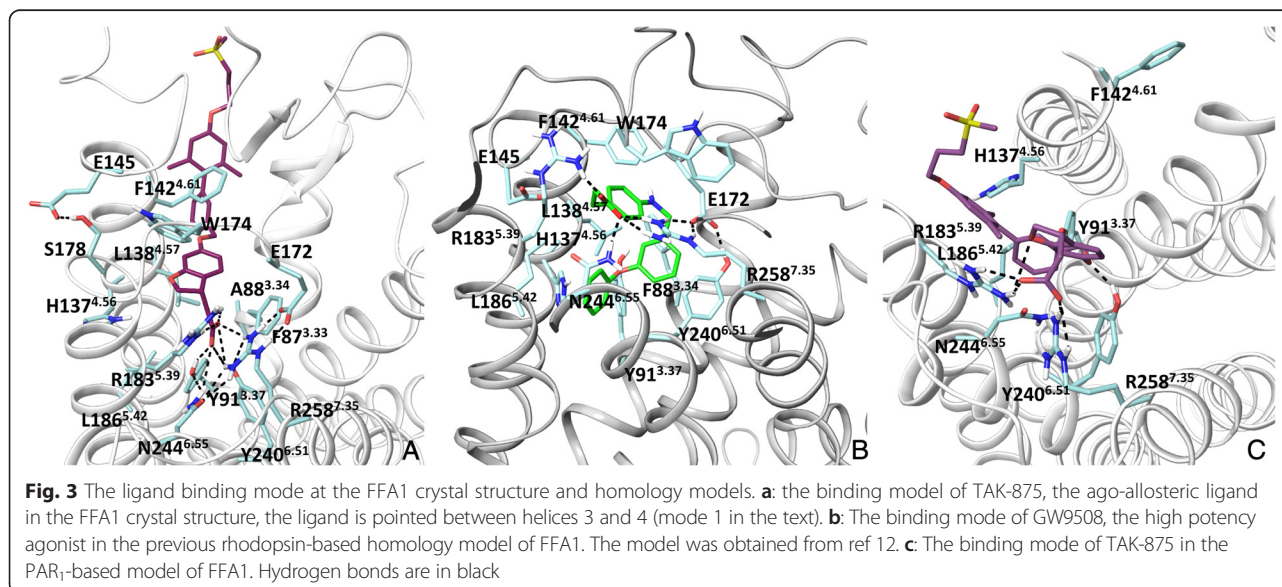 E145
F142^4.61
W174
S178
L138^4.57
E172
H137^4.56
A88^3.34
F87^3.33
R183^5.39
Y91^3.37
L186^5.42
R258^7.35
N244^6.55
Y240^6.51
A
F142^4.61
W174
E145
E172
L138^4.57
R183^5.39
H137^4.56
R258^7.35
F88^3.34
L186^5.42
N244^6.55
Y240^6.51
Y91^3.37
B
F142^4.61
H137^4.56
R183^5.39
Y91^3.37
L186^5.42
N244^6.55
Y240^6.51
R258^7.35
C
Fig. 3 The ligand binding mode at the FFA1 crystal structure and homology models. a: the binding model of TAK-875, the ago-allosteric ligand
in the FFA1 crystal structure, the ligand is pointed between helices 3 and 4 (mode 1 in the text). b: The binding mode of GW9508, the high potency
agonist in the previous rhodopsin-based homology model of FFA1. The model was obtained from ref 12. c: The binding mode of TAK-875 in the
PAR₁-based model of FFA1. Hydrogen bonds are in black